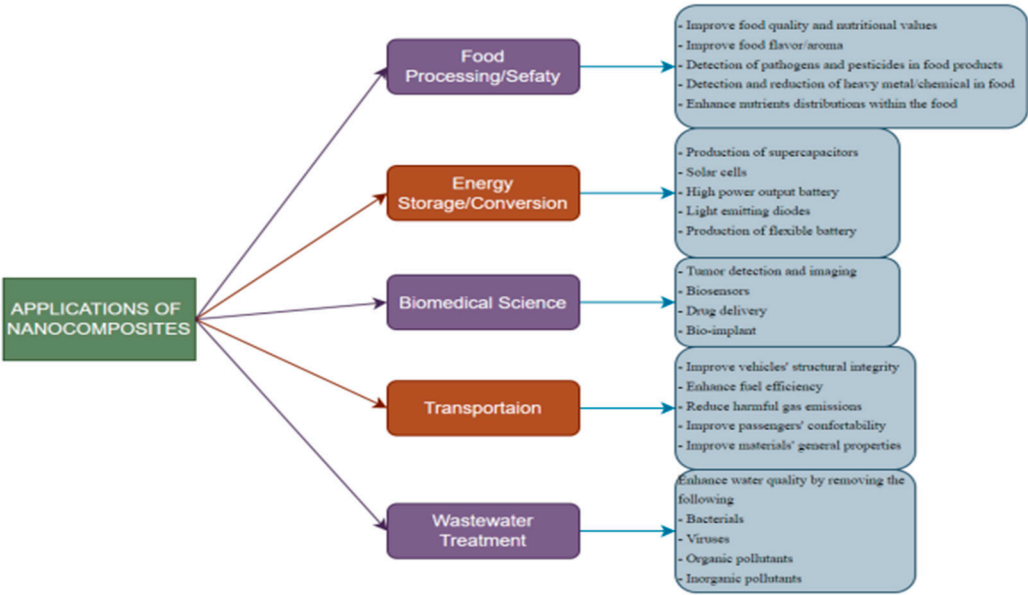 APPLICATIONS OF
NANOCOMPOSITES
Food
Processing/Sefaty
- Improve food quality and nutritional values
- Improve food flavor/aroma
- Detection of pathogens and pesticides in food products
- Detection and reduction of heavy metal/chemical in food
- Enhance nutrients distributions within the food
Energy
Storage/Conversion
- Production of supercapacitors
- Solar cells
- High power output battery
- Light emitting diodes
- Production of flexible battery
Biomedical Science
- Tumor detection and imaging
- Biosensors
- Drug delivery
- Bio-implant
Transportaion
- Improve vehicles' structural integrity
- Enhance fuel efficiency
- Reduce harmful gas emissions
- Improve passengers' confortability
- Improve materials' general properties
Wastewater
Treatment
Enhance water quality by removing the
following
- Bacterials
- Viruses
- Organic pollutants
- Inorganic pollutants